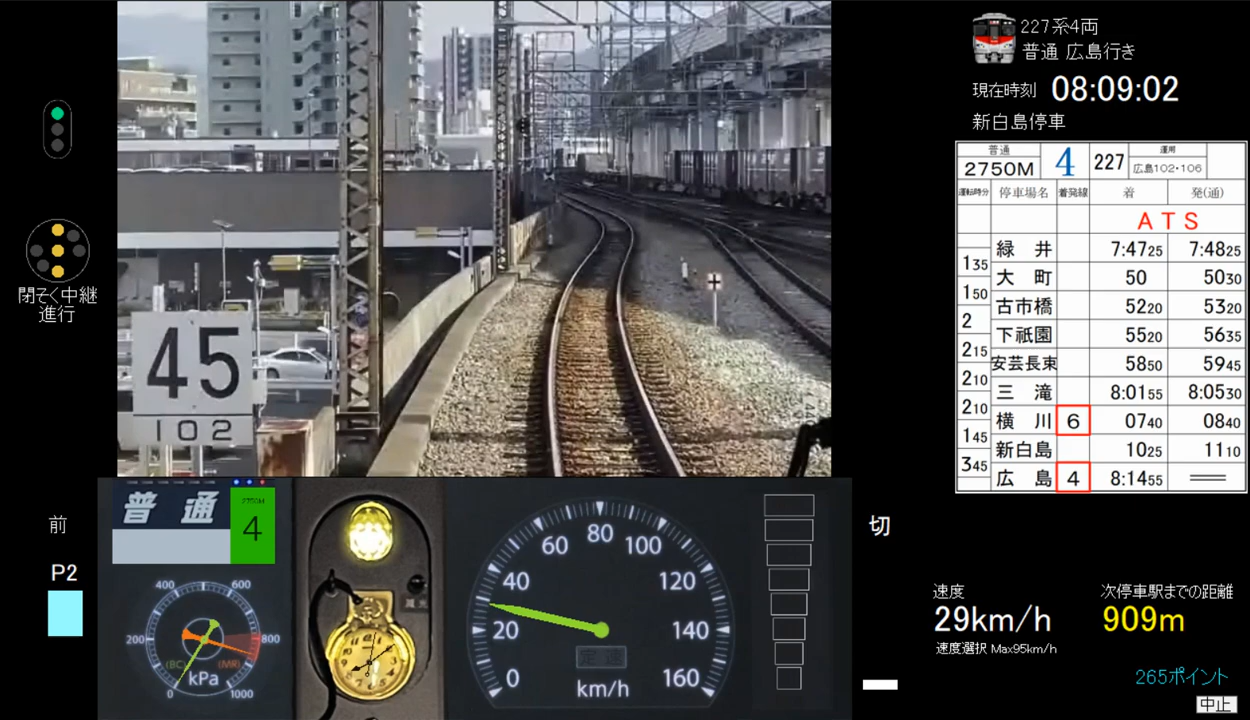 227系4両
普通 広島行き
現在時刻 08:09:02
新白島停車
普通
2750M
4
227
運用
広島102・106
運転時分 停車場名 着発線 着 発(通)
ATS
緑 井 7:4725 7:4825
135
大 町 50 5030
150
古市橋 5220 5320
2
下祇園 5520 5635
215
安芸長束 5850 5945
210
三 滝 8:0155 8:0530
210
横 川 6 0740 0840
145
新白島 1025 1110
345
広 島 4 8:1455
閉そく中継
進行
45
102
前
P2
普通
2750M
4
400
600
200
800
(BC)
(MR)
kPa
0
1000
減光
0
20
40
60
80
100
120
140
160
定速
km/h
切
速度
29km/h
速度選択 Max95km/h
次停車駅までの距離
909m
265ポイント
中止